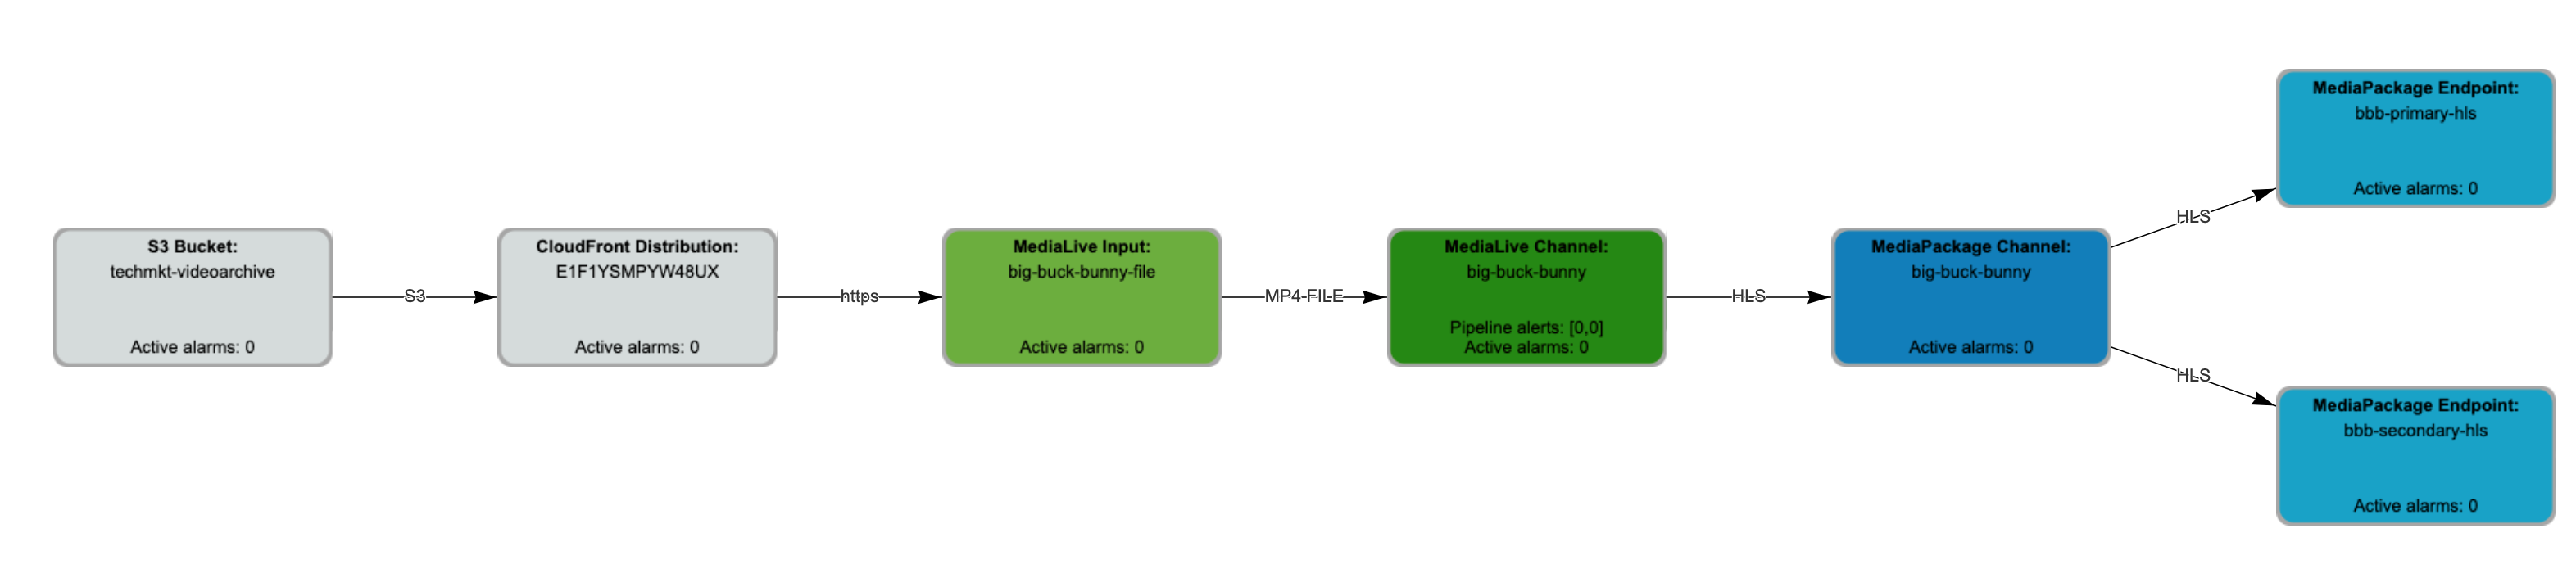 S3 Bucket:
techmkt-videoarchive
Active alarms: 0
S3
CloudFront Distribution:
E1F1YSMPYW48UX
Active alarms: 0
https
MediaLive Input:
big-buck-bunny-file
Active alarms: 0
MP4-FILE
MediaLive Channel:
big-buck-bunny
Pipeline alerts: [0,0]
Active alarms: 0
HLS
MediaPackage Channel:
big-buck-bunny
Active alarms: 0
HLS
MediaPackage Endpoint:
bbb-primary-hls
Active alarms: 0
HLS
MediaPackage Endpoint:
bbb-secondary-hls
Active alarms: 0